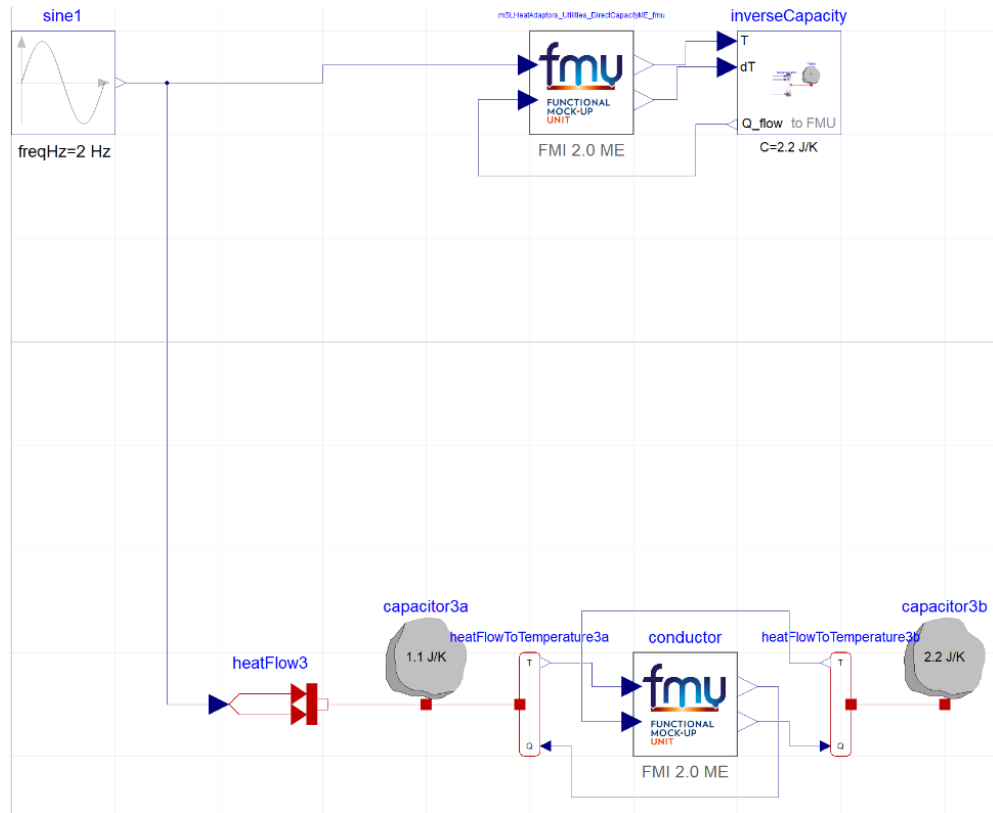 sine1
freqHz=2 Hz
mSLHeatAdaptors_Utilities_DirectCapacityME_fmu
fmu
FUNCTIONAL
MOCK-UP
UNIT
FMI 2.0 ME
inverseCapacity
T
dT
Q_flow to FMU
C=2.2 J/K
heatFlow3
capacitor3a
1.1 J/K
heatFlowToTemperature3a
T
Q
conductor
fmu
FUNCTIONAL
MOCK-UP
UNIT
FMI 2.0 ME
heatFlowToTemperature3b
T
Q
capacitor3b
2.2 J/K